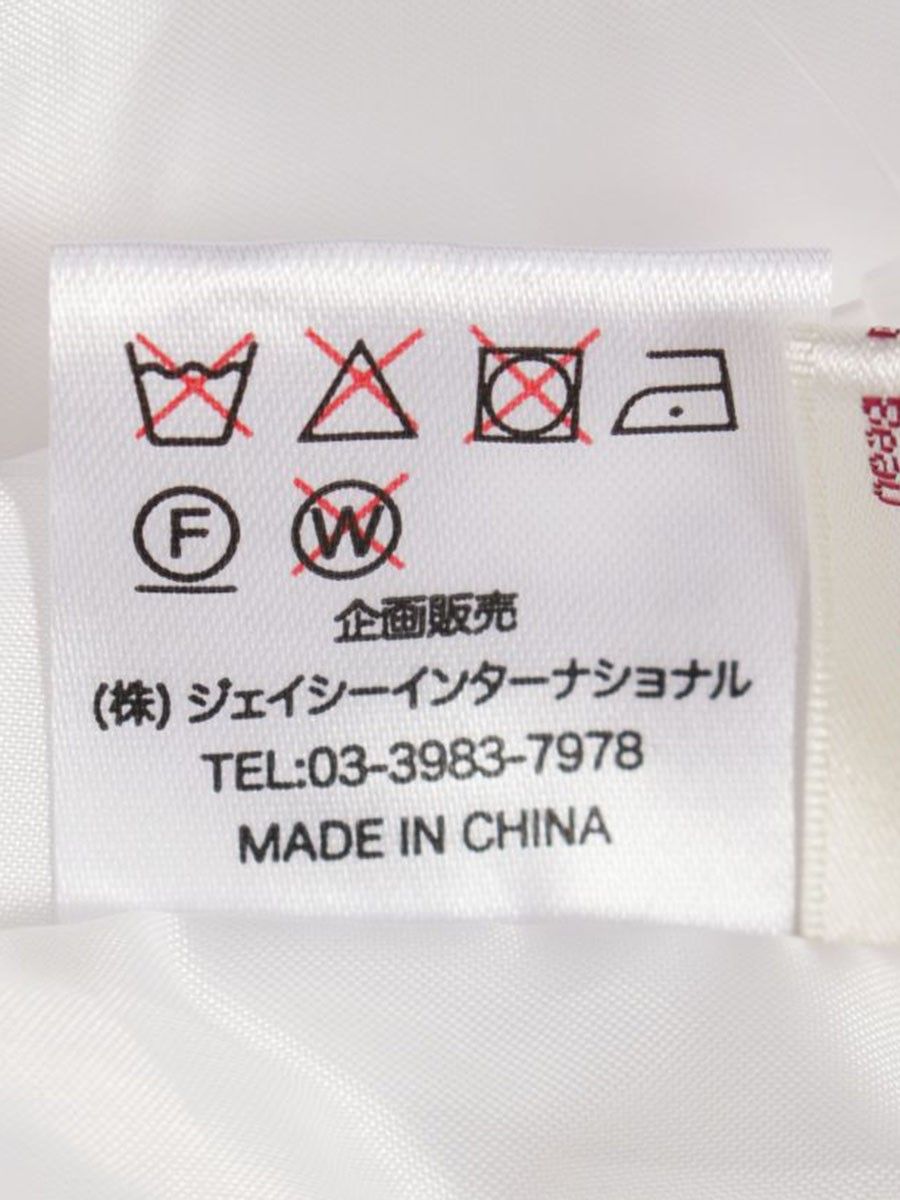 F W
企画販売
(株)ジェイシーインターナショナル
TEL:03-3983-7978
MADE IN CHINA